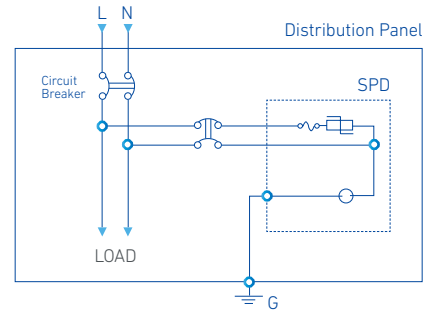 L N
Distribution Panel
Circuit
Breaker
SPD
LOAD
G